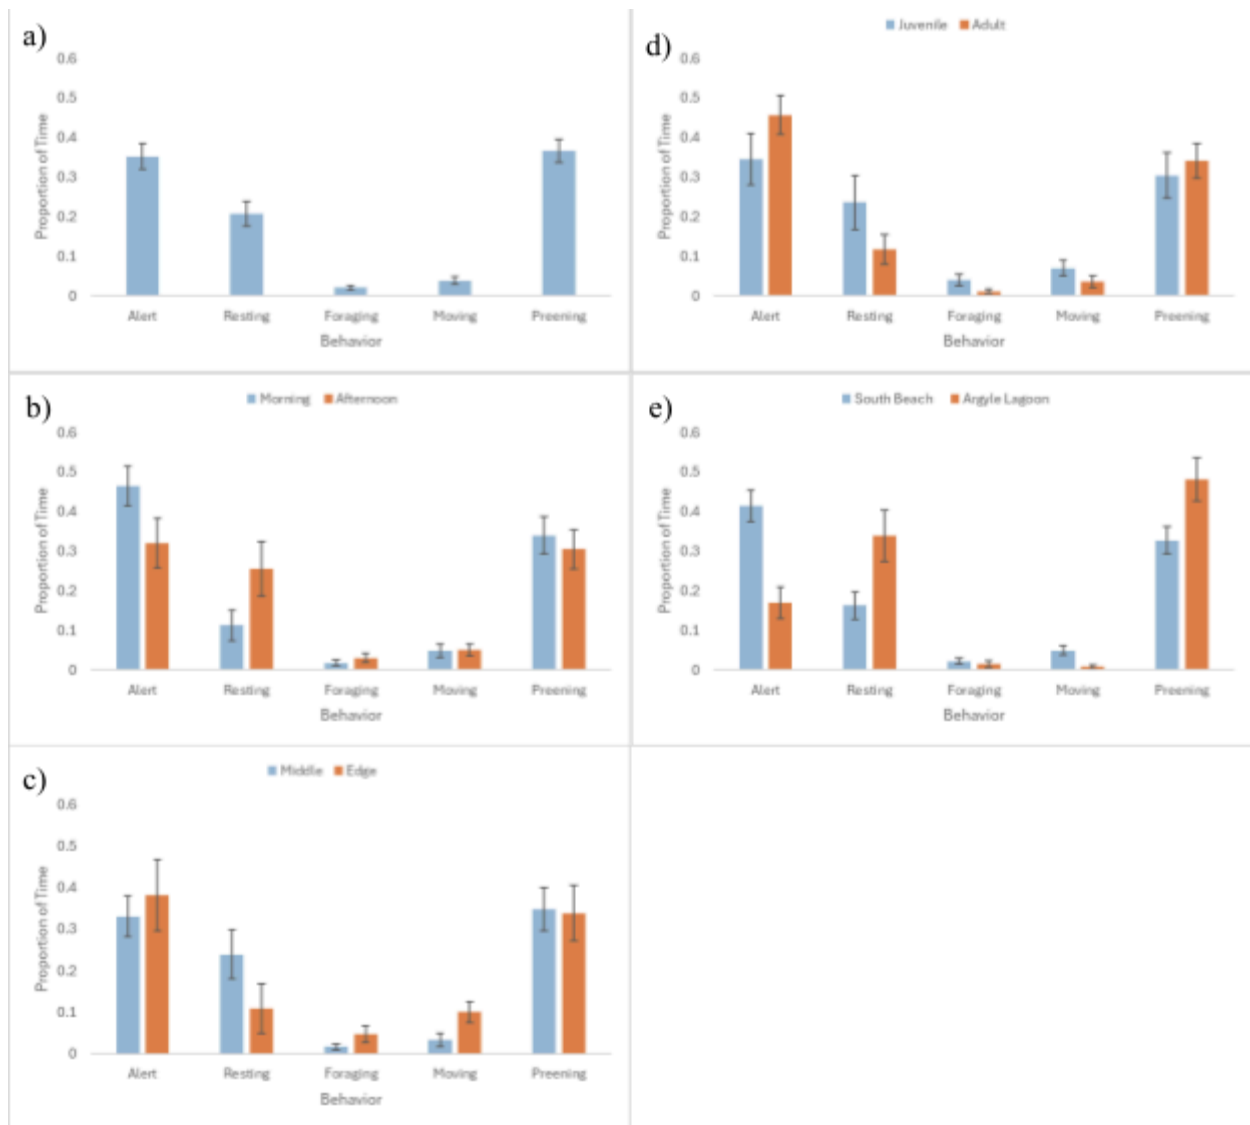 a)
0.6
0.5
0.4
0.3
0.2
0.1
0
Proportion of Time
Alert Resting Foraging Moving Preening
Behavior
d)
Juvenile Adult
0.6
0.5
0.4
0.3
0.2
0.1
0
Proportion of Time
Alert Resting Foraging Moving Preening
Behavior
b)
Morning Afternoon
0.6
0.5
0.4
0.3
0.2
0.1
0
Proportion of Time
Alert Resting Foraging Moving Preening
Behavior
e)
South Beach Argyle Lagoon
0.6
0.5
0.4
0.3
0.2
0.1
0
Proportion of Time
Alert Resting Foraging Moving Preening
Behavior
c)
Middle Edge
0.6
0.5
0.4
0.3
0.2
0.1
0
Proportion of Time
Alert Resting Foraging Moving Preening
Behavior